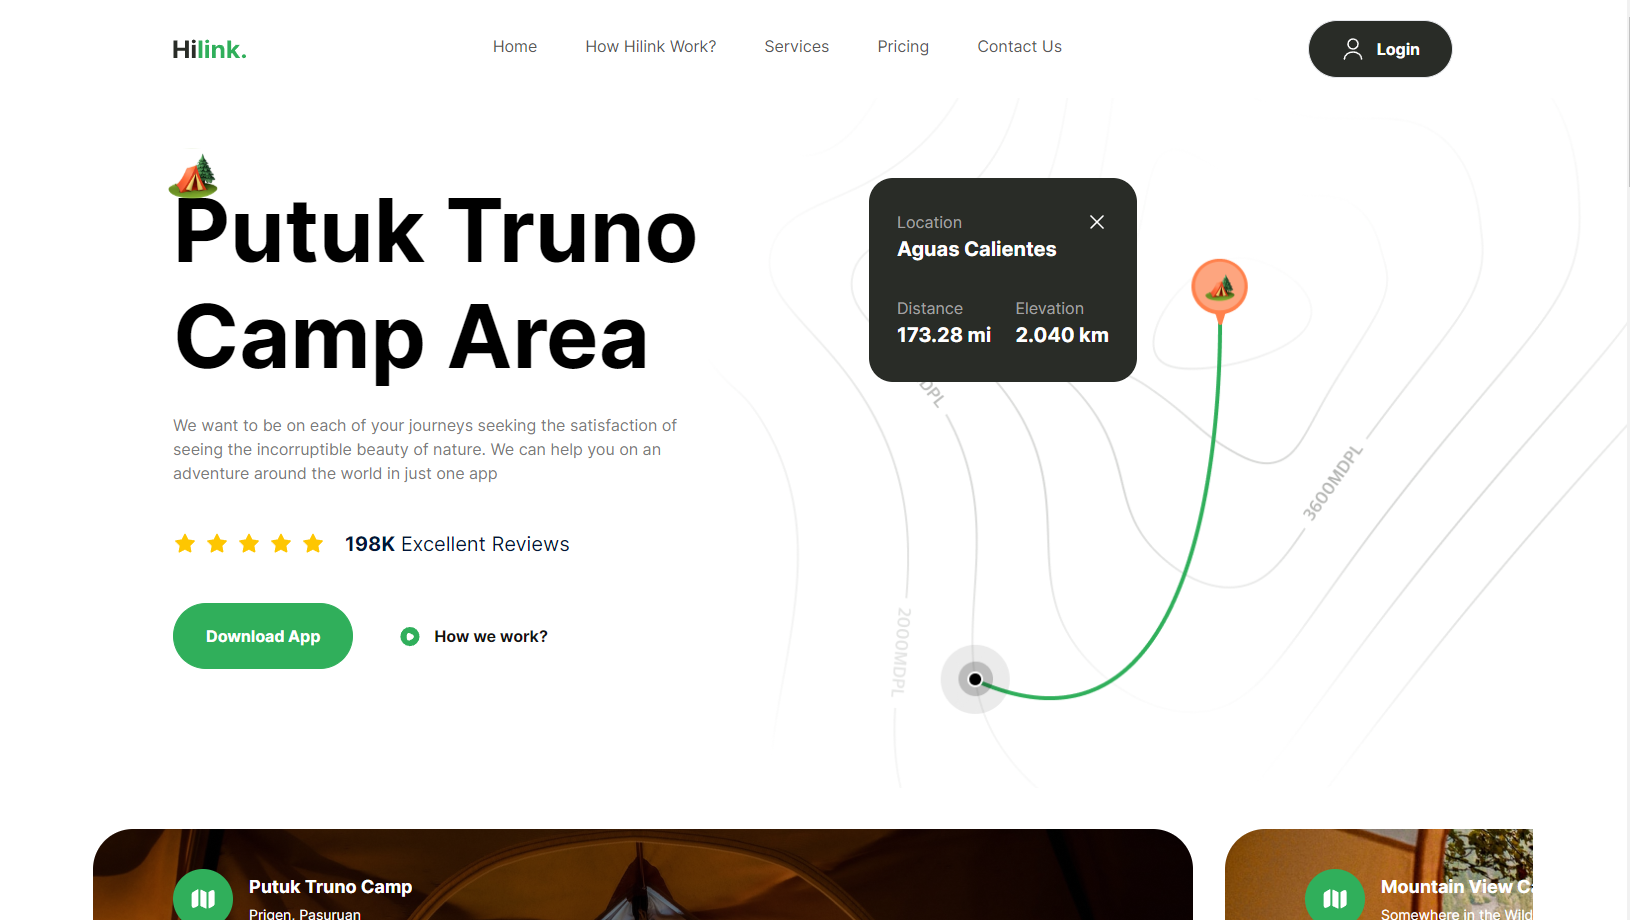 Hilink.
Home
How Hilink Work?
Services
Pricing
Contact Us
Login
Putuk Truno
Camp Area
We want to be on each of your journeys seeking the satisfaction of
seeing the incorruptible beauty of nature. We can help you on an
adventure around the world in just one app
198K Excellent Reviews
Download App
How we work?
Location
Aguas Calientes
Distance
173.28 mi
Elevation
2.040 km
DPL
3600MDPL
2000MDPL
Putuk Truno Camp
Prigen, Pasuruan
Mountain View Ca
Somewhere in the Wild